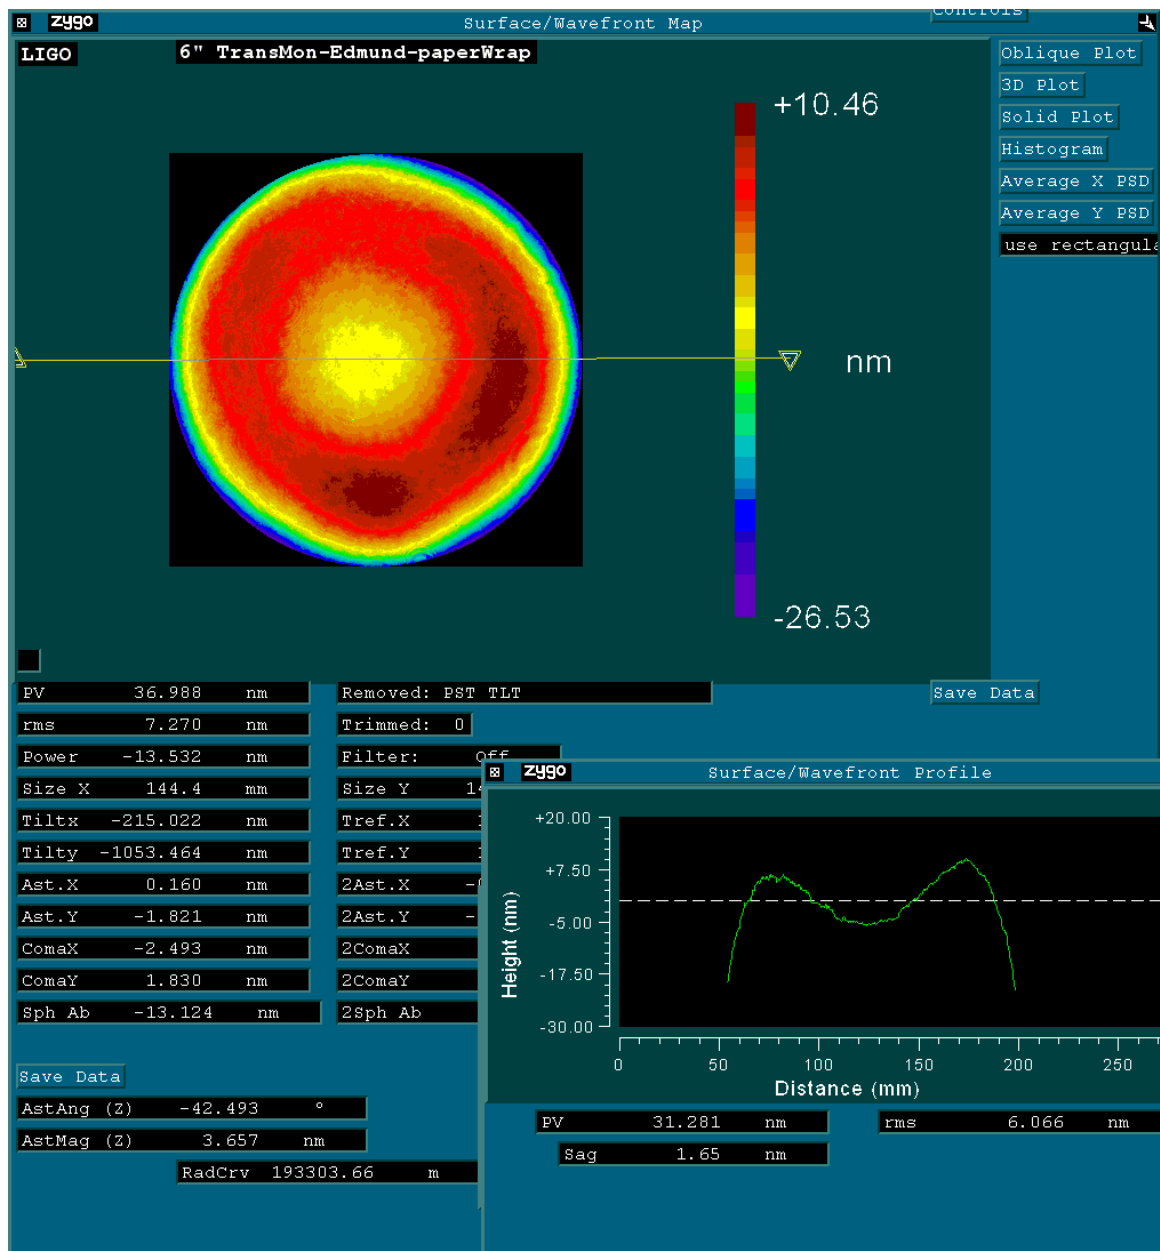 zygo Surface/Wavefront Map Controls
LIGO
6" TransMon-Edmund-paperWrap
+10.46
nm
-26.53
Oblique Plot
3D Plot
Solid Plot
Histogram
Average X PSD
Average Y PSD
use rectangula
PV 36.988 nm
rms 7.270 nm
Power -13.532 nm
Size X 144.4 mm
Tiltx -215.022 nm
Tilty -1053.464 nm
Ast.X 0.160 nm
Ast.Y -1.821 nm
ComaX -2.493 nm
ComaY 1.830 nm
Sph Ab -13.124 nm
Removed: PST TLT
Trimmed: 0
Filter: Off
Size Y
Tref.X
Tref.Y
2Ast.X
2Ast.Y
2ComaX
2ComaY
2Sph Ab
Save Data
Save Data
AstAng (Z) -42.493 °
AstMag (Z) 3.657 nm
RadCrv 193303.66 m
zygo Surface/Wavefront Profile
+20.00
+7.50
-5.00
-17.50
-30.00
Height (nm)
0 50 100 150 200 250
Distance (mm)
PV 31.281 nm
rms 6.066 nm
Sag 1.65 nm